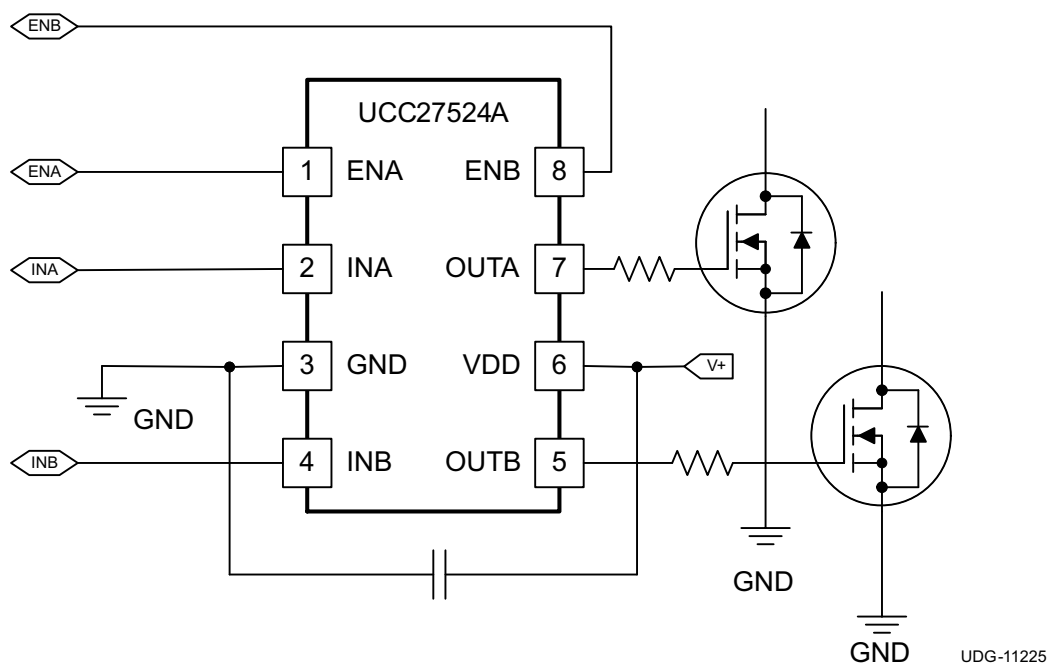 ENB
UCC27524A
ENA
1 ENA
ENB 8
INA
2 INA
OUTA 7
3 GND
VDD 6
V+
GND
INB
4 INB
OUTB 5
GND
GND
UDG-11225